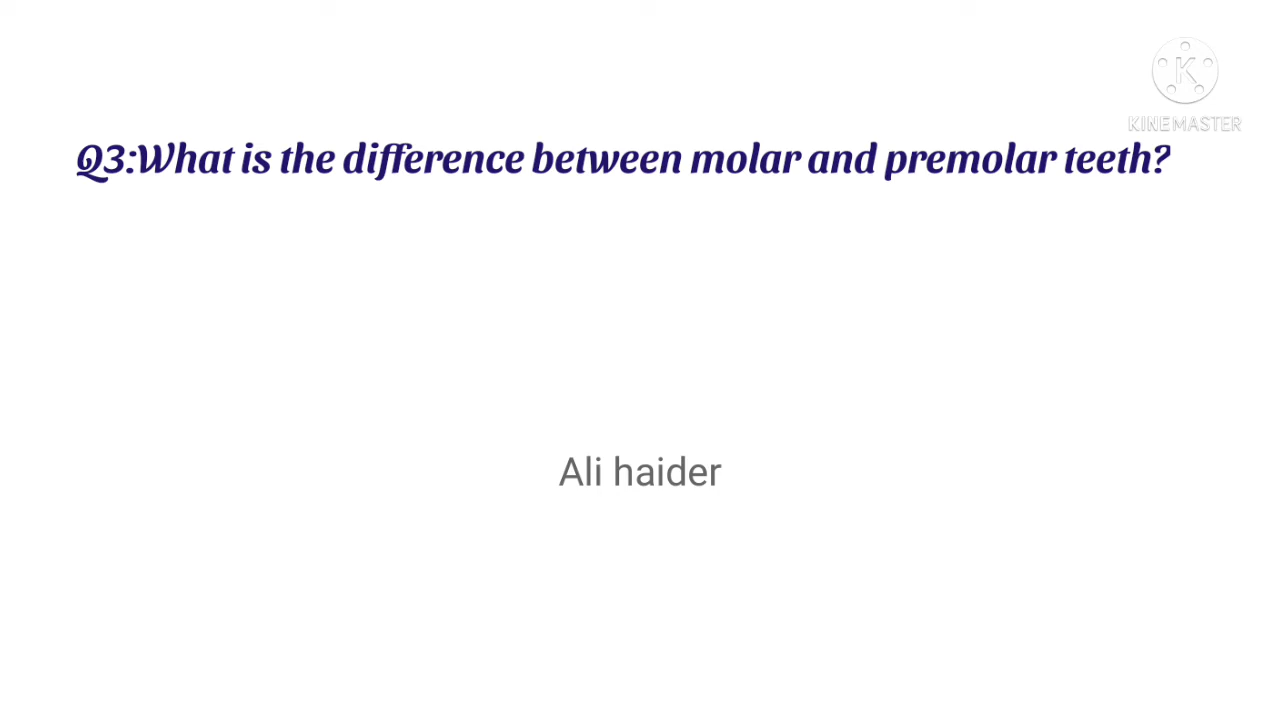 K
KINEMASTER
Q3:What is the difference between molar and premolar teeth?
Ali haider